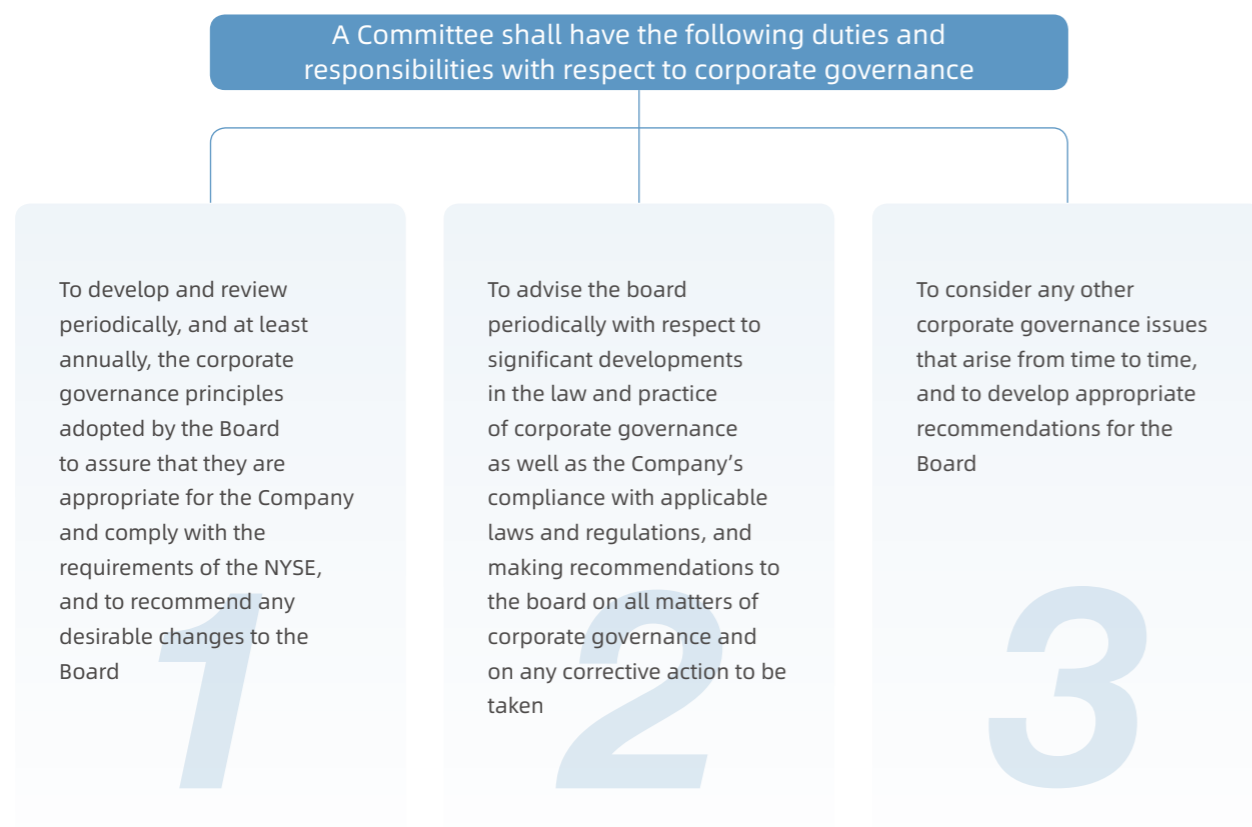 A Committee shall have the following duties and
responsibilities with respect to corporate governance
To develop and review
periodically, and at least
annually, the corporate
governance principles
adopted by the Board
to assure that they are
appropriate for the Company
and comply with the
requirements of the NYSE,
and to recommend any
desirable changes to the
Board
1
To advise the board
periodically with respect to
significant developments
in the law and practice
of corporate governance
as well as the Company’s
compliance with applicable
laws and regulations, and
making recommendations to
the board on all matters of
corporate governance and
on any corrective action to be
taken
2
To consider any other
corporate governance issues
that arise from time to time,
and to develop appropriate
recommendations for the
Board
3